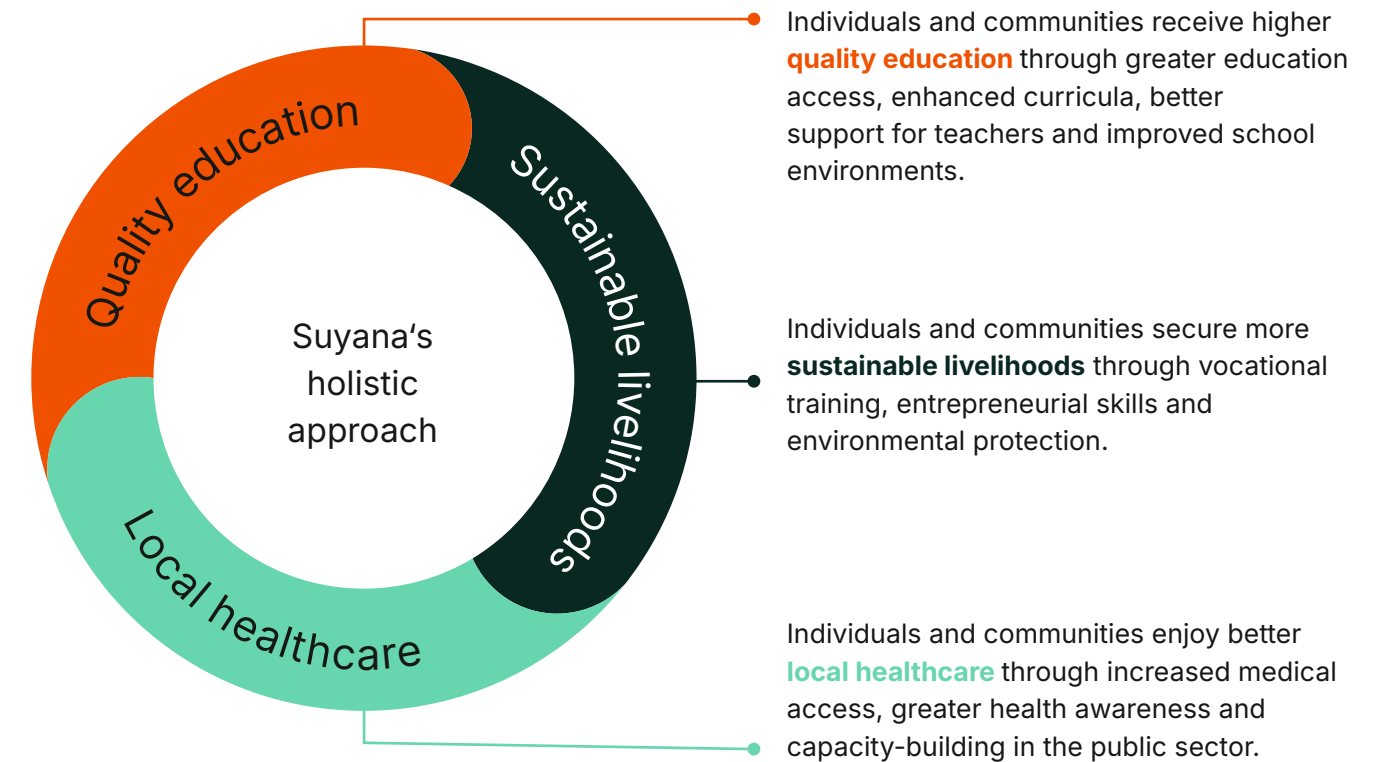 Quality education
Sustainable livelihoods
Local healthcare
Suyana‘s
holistic
approach
Individuals and communities receive higher
quality education through greater education
access, enhanced curricula, better
support for teachers and improved school
environments.
Individuals and communities secure more
sustainable livelihoods through vocational
training, entrepreneurial skills and
environmental protection.
Individuals and communities enjoy better
local healthcare through increased medical
access, greater health awareness and
capacity-building in the public sector.